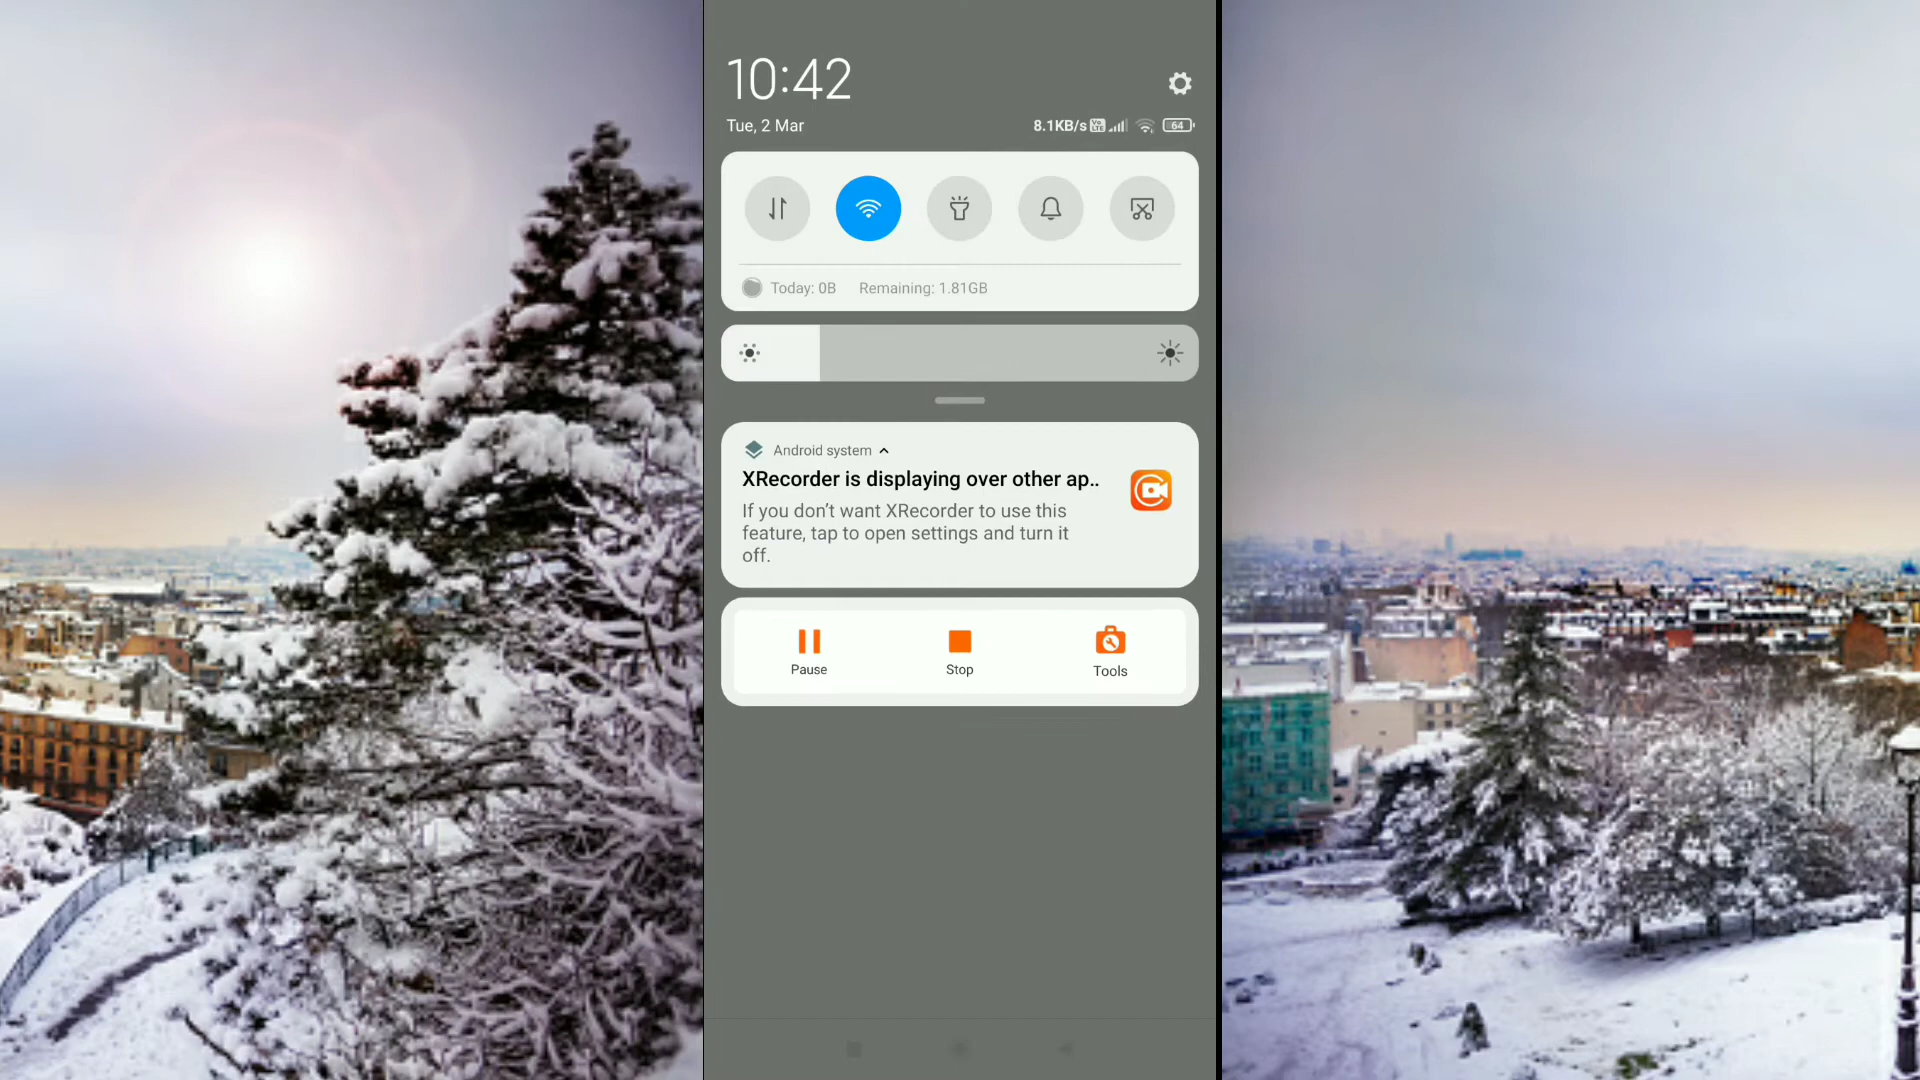 10:42
Tue, 2 Mar
8.1KB/s Vo LTE 64
Today: 0B Remaining: 1.81GB
Android system
XRecorder is displaying over other ap..
If you don't want XRecorder to use this
feature, tap to open settings and turn it
off.
Pause Stop Tools